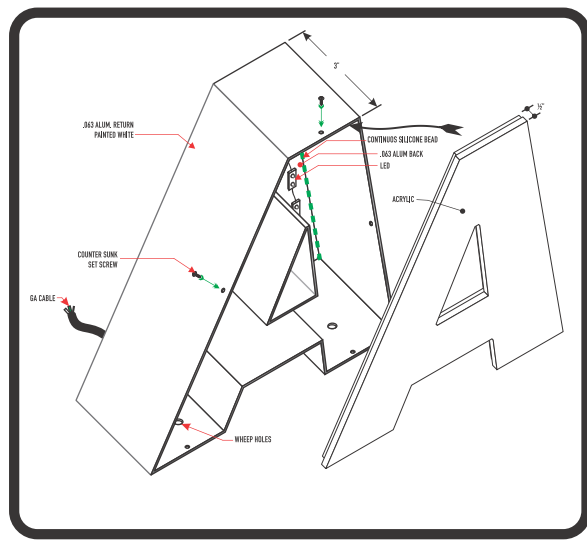 3"
½"
.063 ALUM. RETURN
PAINTED WHITE
CONTINUOS SILICONE BEAD
.063 ALUM BACK
LED
ACRYLIC
COUNTER SUNK
SET SCREW
GA CABLE
WHEEP HOLES